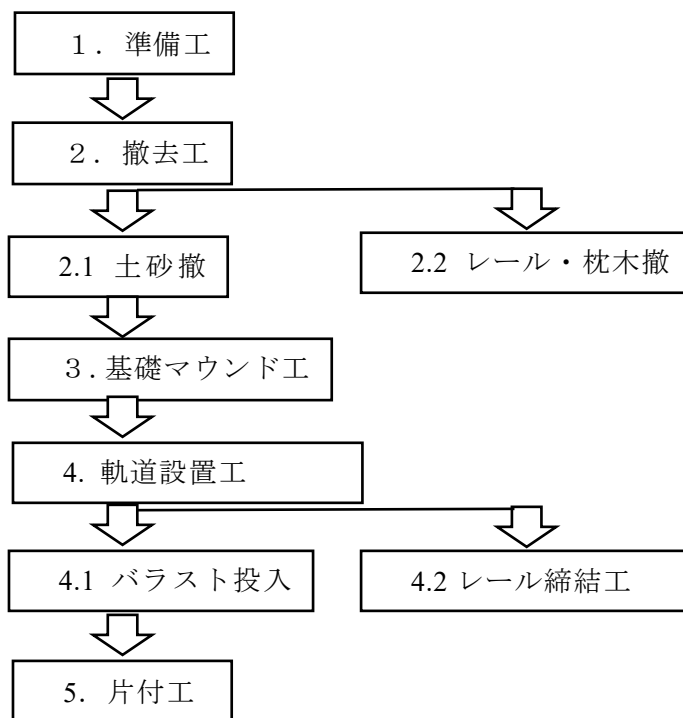 １．準備工
２．撤去工
2.1 土砂撤
2.2 レール・枕木撤
３.基礎マウンド工
4. 軌道設置工
4.1 バラスト投入
4.2 レール締結工
5. 片付工